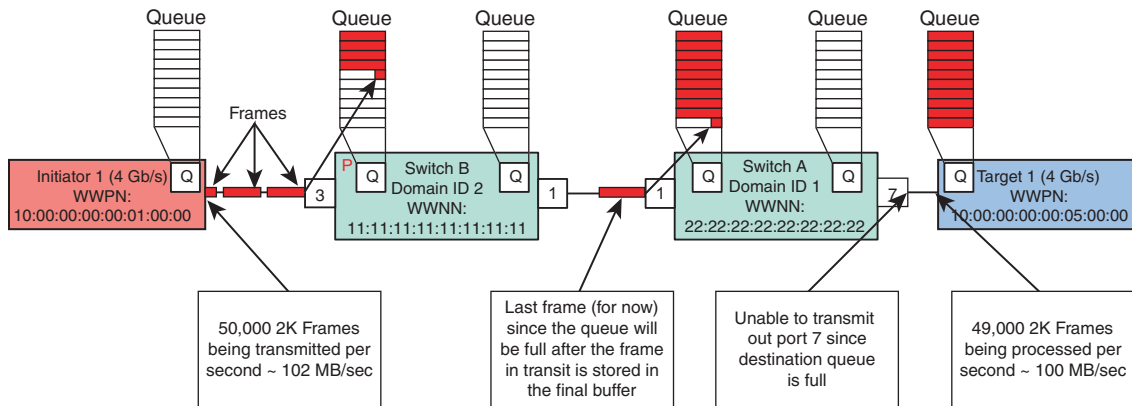 Queue
Queue
Queue
Queue
Queue
Queue
Frames
Initiator 1 (4 Gb/s)
WWPN:
10:00:00:00:00:01:00:00
Q
3
P
Q
Switch B
Domain ID 2
WWNN:
11:11:11:11:11:11:11:11
Q
1
1
Q
Switch A
Domain ID 1
WWNN:
22:22:22:22:22:22:22:22
Q
7
Q
Target 1 (4 Gb/s)
WWPN:
10:00:00:00:00:05:00:00
50,000 2K Frames
being transmitted per
second ~ 102 MB/sec
Last frame (for now)
since the queue will
be full after the frame
in transit is stored in
the final buffer
Unable to transmit
out port 7 since
destination queue
is full
49,000 2K Frames
being processed per
second ~ 100 MB/sec